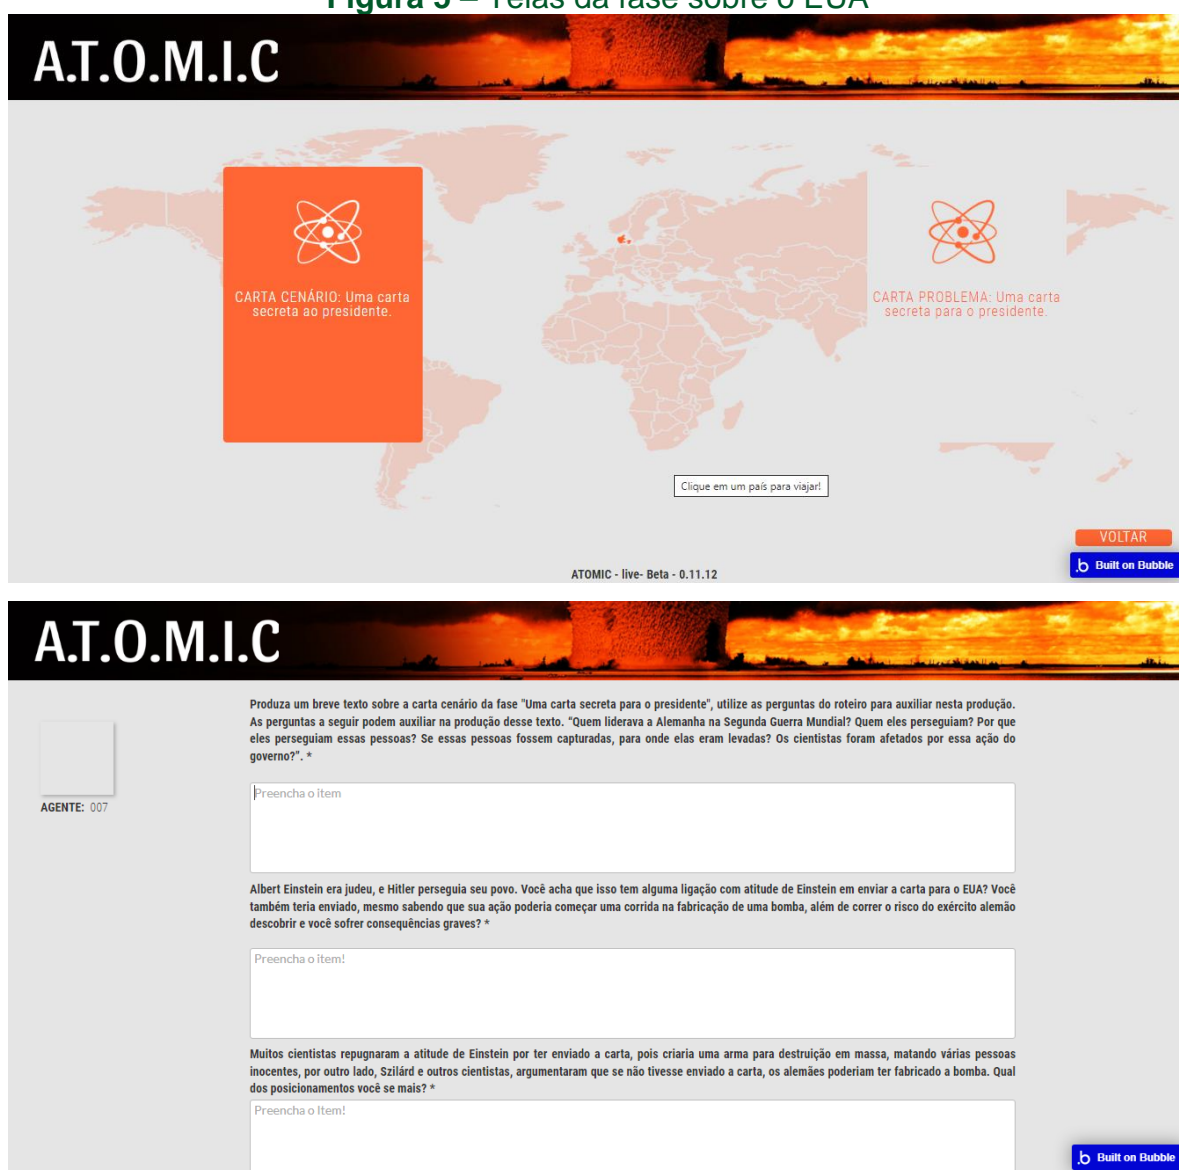 Figura 5 – Telas da fase sobre o EUA
A.T.O.M.I.C
CARTA CENÁRIO: Uma carta
secreta ao presidente.
CARTA PROBLEMA: Uma carta
secreta para o presidente.
Clique em um país para viajar!
VOLTAR
.b Built on Bubble
ATOMIC - live- Beta - 0.11.12
A.T.O.M.I.C
Produza um breve texto sobre a carta cenário da fase "Uma carta secreta para o presidente", utilize as perguntas do roteiro para auxiliar nesta produção.
As perguntas a seguir podem auxiliar na produção desse texto. "Quem liderava a Alemanha na Segunda Guerra Mundial? Quem eles perseguiam? Por que
eles perseguiam essas pessoas? Se essas pessoas fossem capturadas, para onde elas eram levadas? Os cientistas foram afetados por essa ação do
governo?". *
Preencha o item
AGENTE: 007
Albert Einstein era judeu, e Hitler perseguia seu povo. Você acha que isso tem alguma ligação com atitude de Einstein em enviar a carta para o EUA? Você
também teria enviado, mesmo sabendo que sua ação poderia começar uma corrida na fabricação de uma bomba, além de correr o risco do exército alemão
descobrir e você sofrer consequências graves? *
Preencha o item!
Muitos cientistas repugnaram a atitude de Einstein por ter enviado a carta, pois criaria uma arma para destruição em massa, matando várias pessoas
inocentes, por outro lado, Szilárd e outros cientistas, argumentaram que se não tivesse enviado a carta, os alemães poderiam ter fabricado a bomba. Qual
dos posicionamentos você se mais? *
Preencha o Item!
.b Built on Bubble